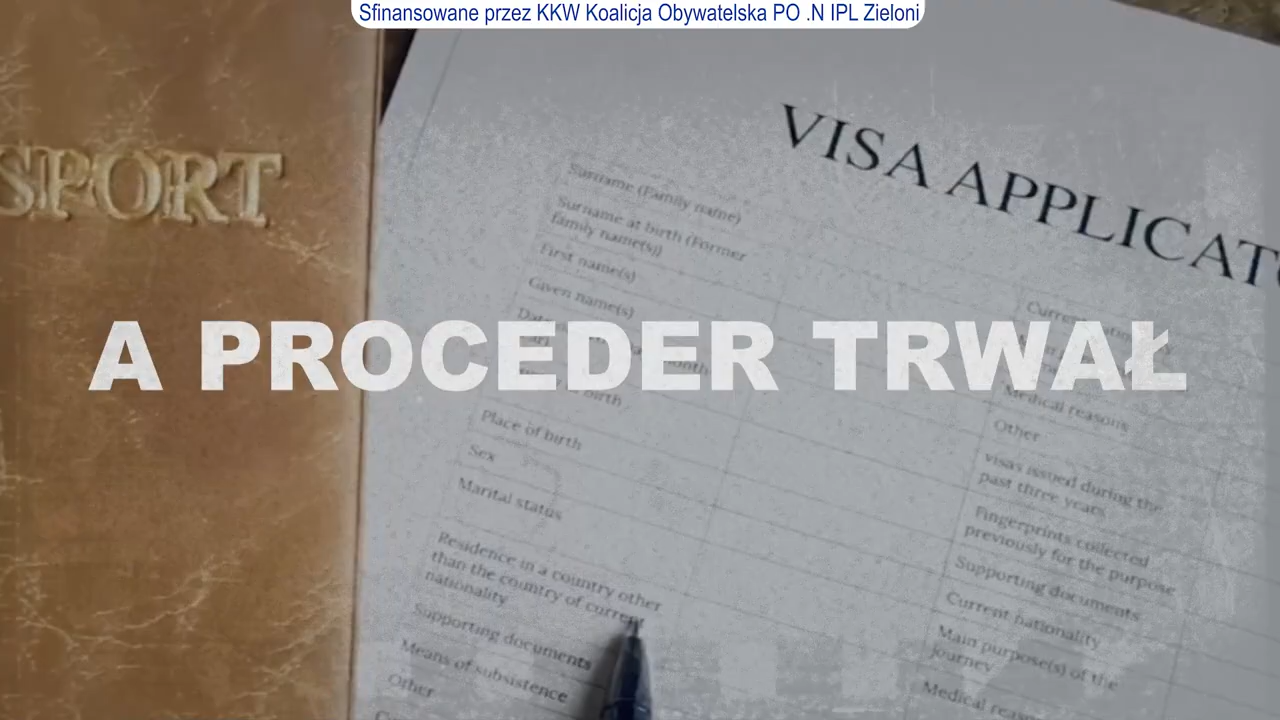 Sfinansowane przez KKW Koalicja Obywatelska PO .N IPL Zieloni
SPORT
VISA APPLICAT
Surname (Family name)
Surname at birth (Former
family name(s))
First name(s)
Given name(s)
A PROCEDER TRWAŁ
Place of birth
Sex
Marital status
Residence in a country other
than the country of current
nationality
Supporting documents
Means of subsistence
Other
Medical reasons
Other
visas issued during the
past three years
Fingerprints collected
previously for the purpose
Supporting documents
Current nationality
Main purpose(s) of the
journey
Medical